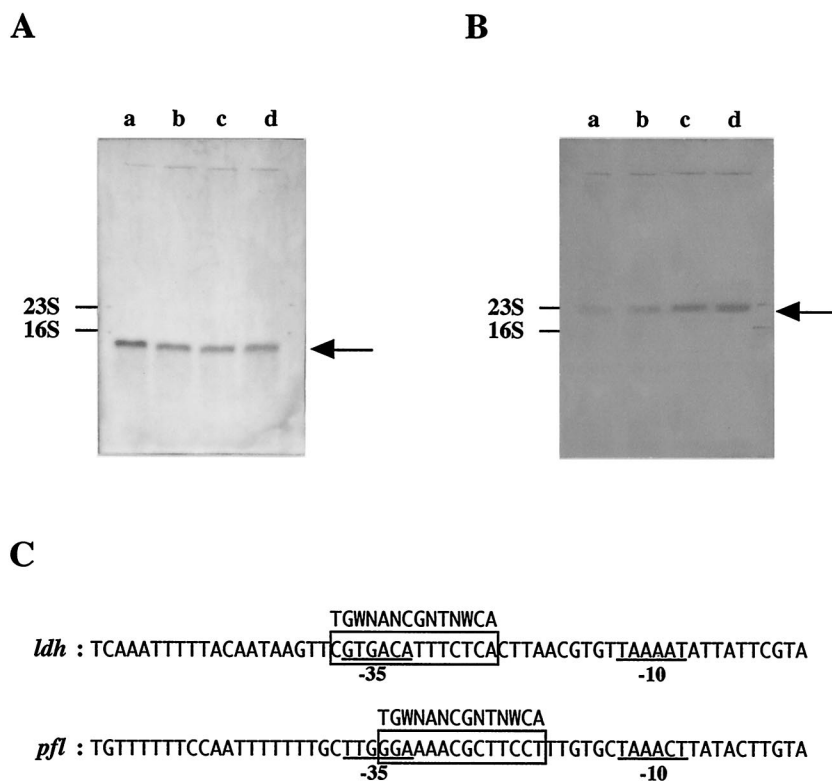 A
B
a b c d
a b c d
23S
16S
23S
16S
C
TGWNANCGNTNWCA
ldh : TCAAATTTTTACAATAAGTTCGTGACATTTCTCACTTAACGTGTTAAAATATTATTCGTA
-35 -10
TGWNANCGNTNWCA
pfl : TGTTTTTTCCAATTTTTTTGCTTGGGAAAACGCTTCCTTTGTGCTAAACTTATACTTGTA
-35 -10